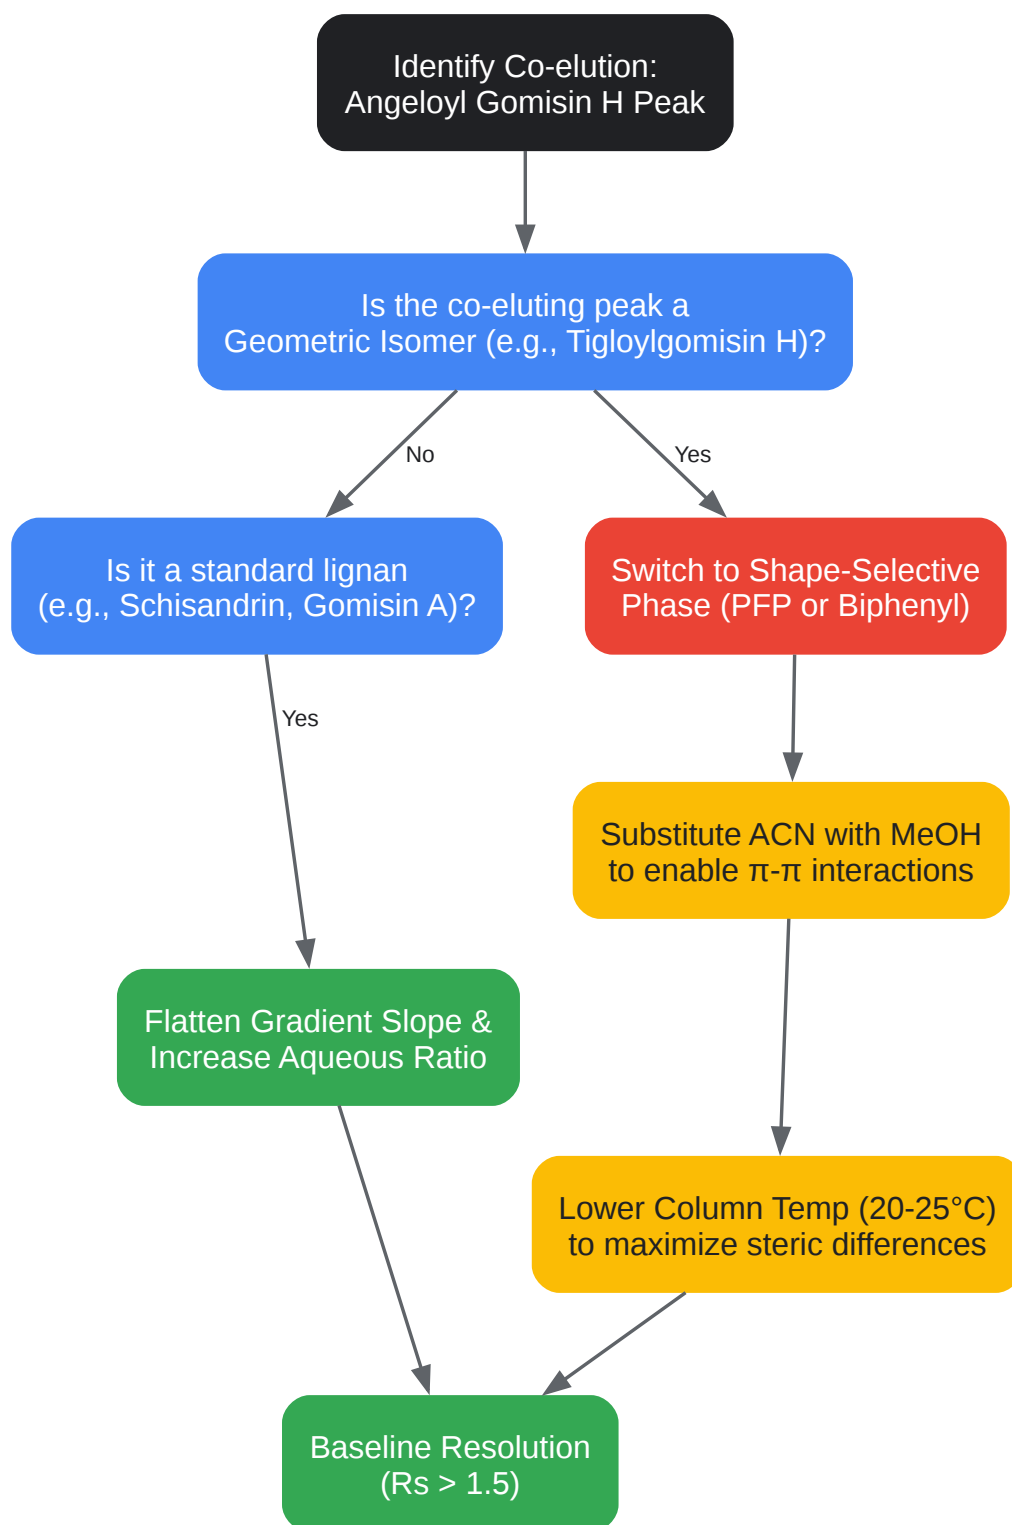 Identify Co-elution:
Angeloyl Gomisin H Peak
Is the co-eluting peak a
Geometric Isomer (e.g., Tigloylgomisin H)?
No
Yes
Is it a standard lignan
(e.g., Schisandrin, Gomisin A)?
Switch to Shape-Selective
Phase (PFP or Biphenyl)
Yes
Substitute ACN with MeOH
to enable π-π interactions
Flatten Gradient Slope &
Increase Aqueous Ratio
Lower Column Temp (20-25°C)
to maximize steric differences
Baseline Resolution
(Rs > 1.5)